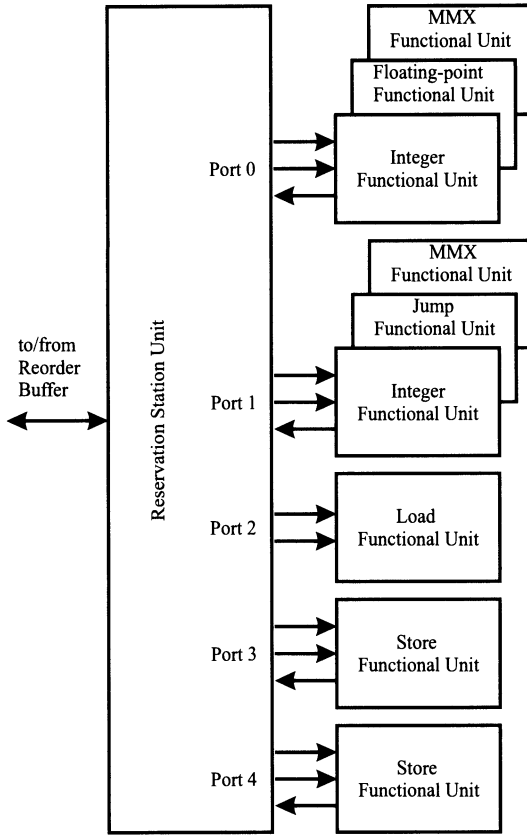 MMX
Functional Unit
Floating-point
Functional Unit
Port 0
Integer
Functional Unit
MMX
Functional Unit
Jump
Functional Unit
to/from
Reorder
Buffer
Reservation Station Unit
Port 1
Integer
Functional Unit
Port 2
Load
Functional Unit
Port 3
Store
Functional Unit
Port 4
Store
Functional Unit